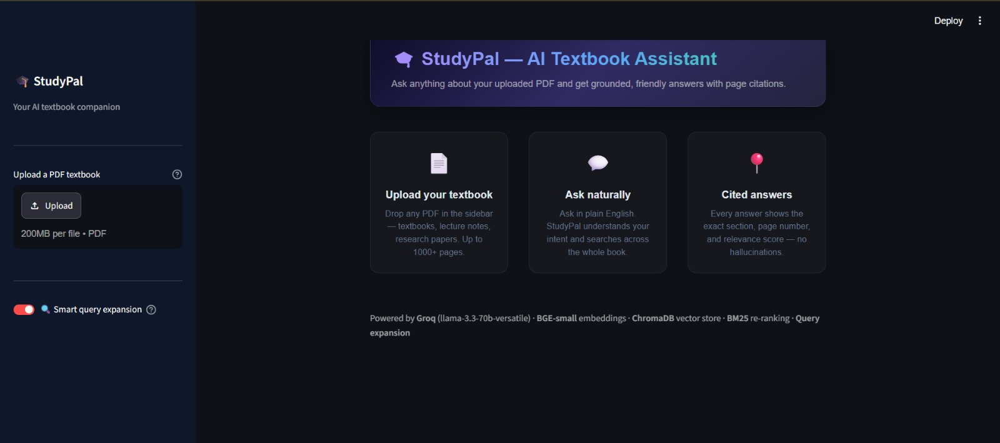 Deploy
StudyPal
Your AI textbook companion
Upload a PDF textbook
Upload
200MB per file • PDF
Smart query expansion
StudyPal — AI Textbook Assistant
Ask anything about your uploaded PDF and get grounded, friendly answers with page citations.
Upload your textbook
Drop any PDF in the sidebar
— textbooks, lecture notes,
research papers. Up to
1000+ pages.
Ask naturally
Ask in plain English.
StudyPal understands your
intent and searches across
the whole book.
Cited answers
Every answer shows the
exact section, page number,
and relevance score — no
hallucinations.
Powered by Groq (llama-3.3-70b-versatile) · BGE-small embeddings · ChromaDB vector store · BM25 re-ranking · Query
expansion